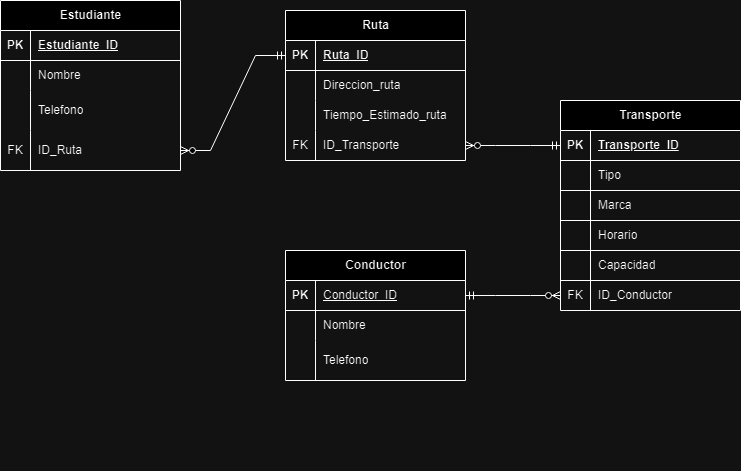 Estudiante
PK Estudiante_ID
Nombre
Telefono
FK ID_Ruta
Ruta
PK Ruta_ID
Direccion_ruta
Tiempo_Estimado_ruta
FK ID_Transporte
Transporte
PK Transporte_ID
Tipo
Marca
Horario
Capacidad
FK ID_Conductor
Conductor
PK Conductor_ID
Nombre
Telefono